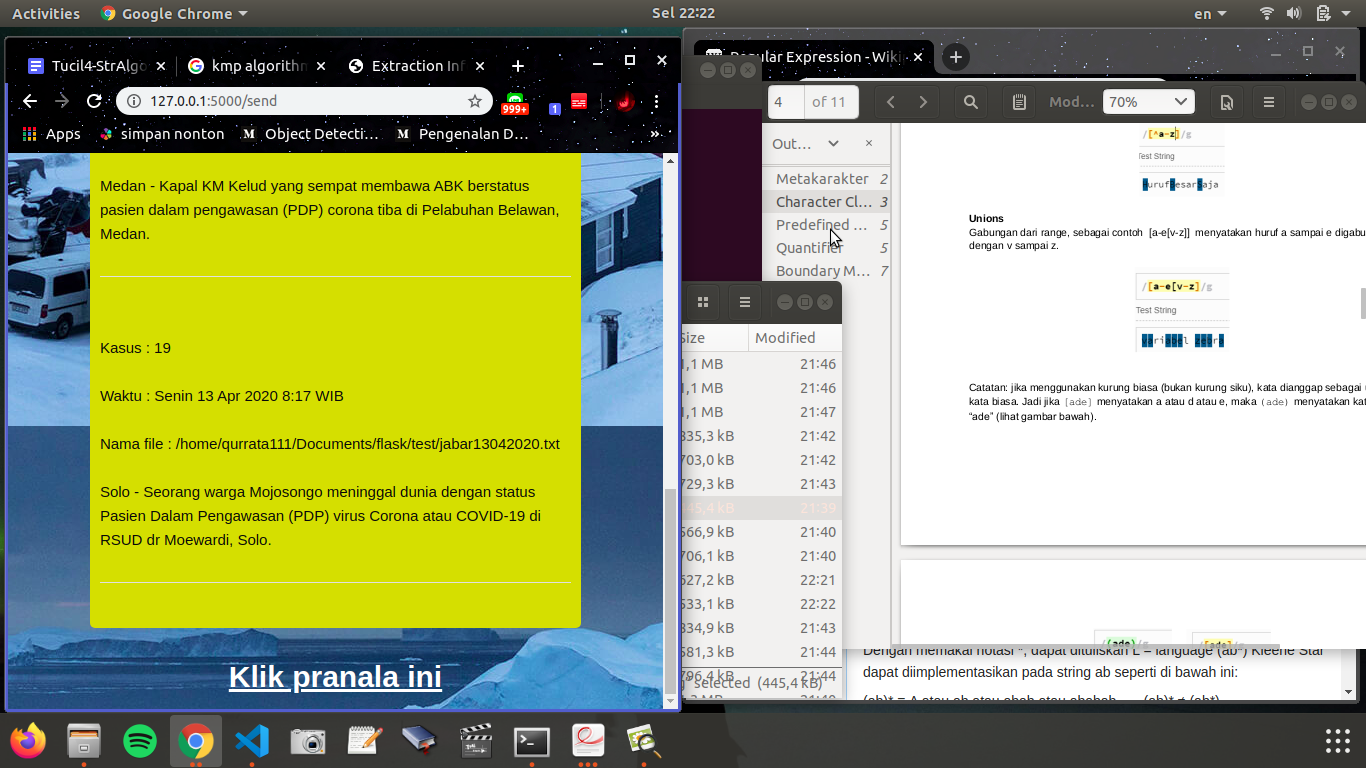 Activities
Google Chrome
Sel 22:22
en
Tucil4-StrAlgo
kmp algorithm
Extraction Inf
127.0.0.1:5000/send
999+
1
Apps
simpan nonton
Object Detecti…
Pengenalan D…
»
Medan - Kapal KM Kelud yang sempat membawa ABK berstatus
pasien dalam pengawasan (PDP) corona tiba di Pelabuhan Belawan,
Medan.
Kasus : 19
Waktu : Senin 13 Apr 2020 8:17 WIB
Nama file : /home/qurrata111/Documents/flask/test/jabar13042020.txt
Solo - Seorang warga Mojosongo meninggal dunia dengan status
Pasien Dalam Pengawasan (PDP) virus Corona atau COVID-19 di
RSUD dr Moewardi, Solo.
Klik pranala ini
Regular Expression - Wiki
4
of 11
Mod…
70%
Out…
Metakarakter 2
Character Cl… 3
Predefined … 5
Quantifier 5
Boundary M… 7
Size
Modified
1,1 MB 21:46
1,1 MB 21:46
1,1 MB 21:47
835,3 kB 21:42
703,0 kB 21:42
729,3 kB 21:43
445,4 kB 21:39
566,9 kB 21:40
706,1 kB 21:40
527,2 kB 22:21
533,1 kB 22:22
834,9 kB 21:43
581,3 kB 21:44
796,4 kB 21:44
selected (445,4 kB)
/[^a-z]/g
Test String
HurufBesarSaja
Unions
Gabungan dari range, sebagai contoh [a-e[v-z]] menyatakan huruf a sampai e digabu
dengan v sampai z.
/[a-e[v-z]/g
Test String
variabel zebra
Catatan: jika menggunakan kurung biasa (bukan kurung siku), kata dianggap sebagai
kata biasa. Jadi jika [ade] menyatakan a atau d atau e, maka (ade) menyatakan kat
“ade” (lihat gambar bawah).
/(ade)/g
/[ade]/g
Dengan memakai notasi *, dapat dituliskan L = language (ab*) Kleene Star
dapat diimplementasikan pada string ab seperti di bawah ini: